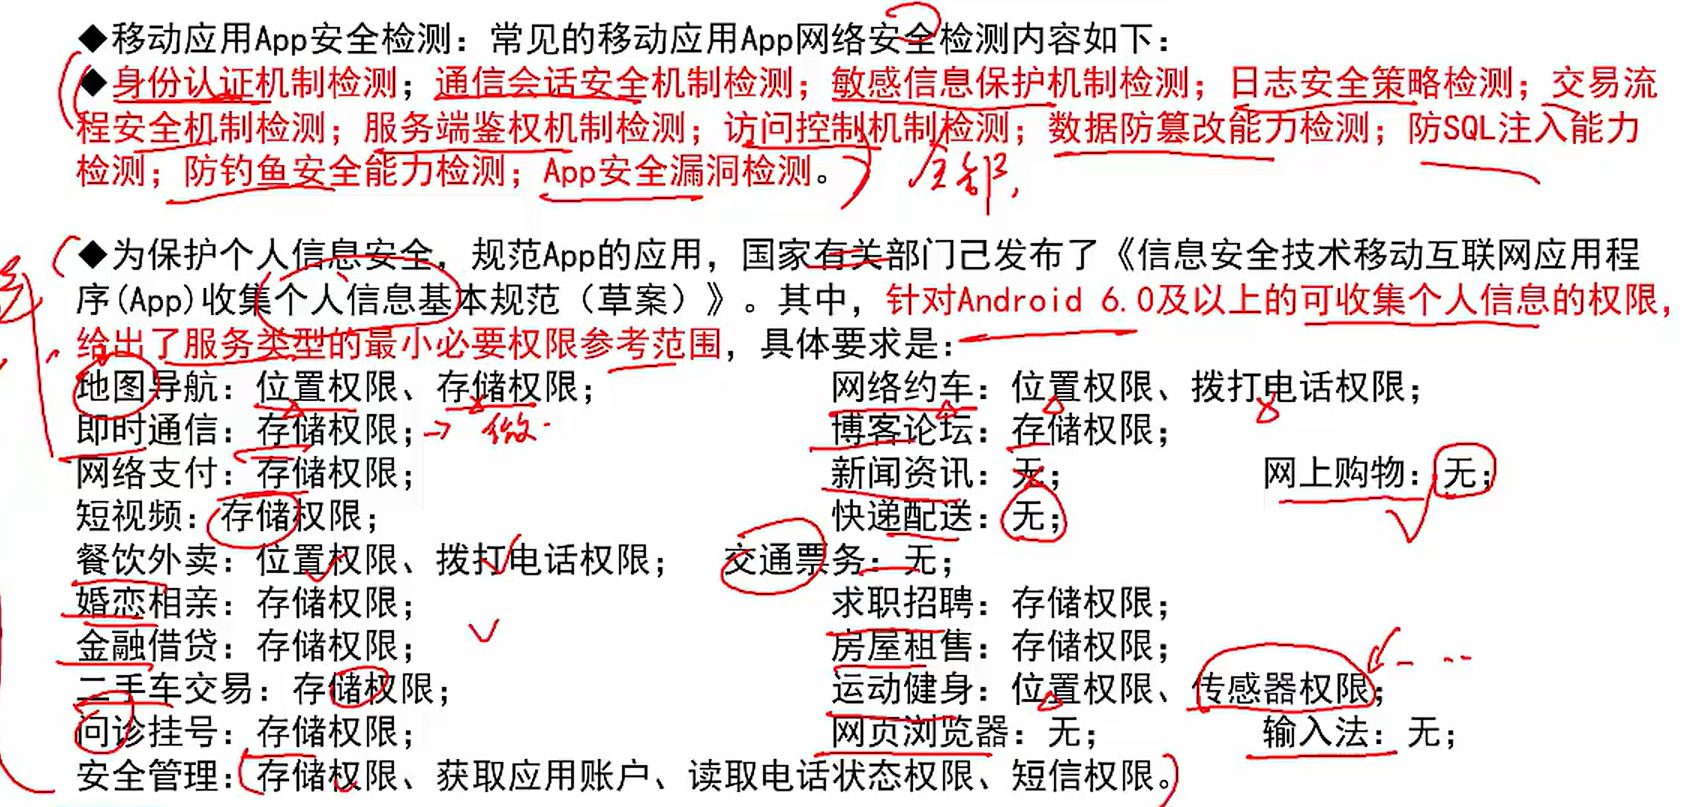 ◆移动应用App安全检测：常见的移动应用App网络安全检测内容如下：
◆身份认证机制检测；通信会话安全机制检测；敏感信息保护机制检测；日志安全策略检测；交易流
程安全机制检测；服务端鉴权机制检测；访问控制机制检测；数据防篡改能力检测；防SQL注入能力
检测；防钓鱼安全能力检测；App安全漏洞检测。
全部，
◆为保护个人信息安全，规范App的应用，国家有关部门己发布了《信息安全技术移动互联网应用程
序(App)收集个人信息基本规范（草案）》。其中，针对Android 6.0及以上的可收集个人信息的权限，
给出了服务类型的最小必要权限参考范围，具体要求是：
地图导航：位置权限、存储权限； 网络约车：位置权限、拨打电话权限；
即时通信：存储权限；→ 微 博客论坛：存储权限；
网络支付：存储权限； 新闻资讯：无； 网上购物：无；
短视频：存储权限； 快递配送：无；
餐饮外卖：位置权限、拨打电话权限； 交通票务：无；
婚恋相亲：存储权限； 求职招聘：存储权限；
金融借贷：存储权限； 房屋租售：存储权限；
二手车交易：存储权限； 运动健身：位置权限、传感器权限；
问诊挂号：存储权限； 网页浏览器：无； 输入法：无；
安全管理：存储权限、获取应用账户、读取电话状态权限、短信权限。